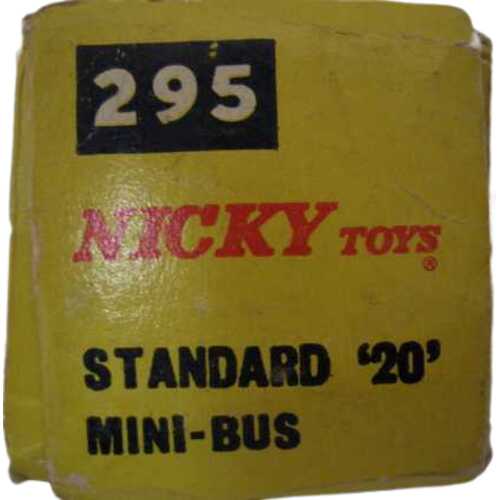 295
NICKY TOYS
®
STANDARD '20'
MINI-BUS